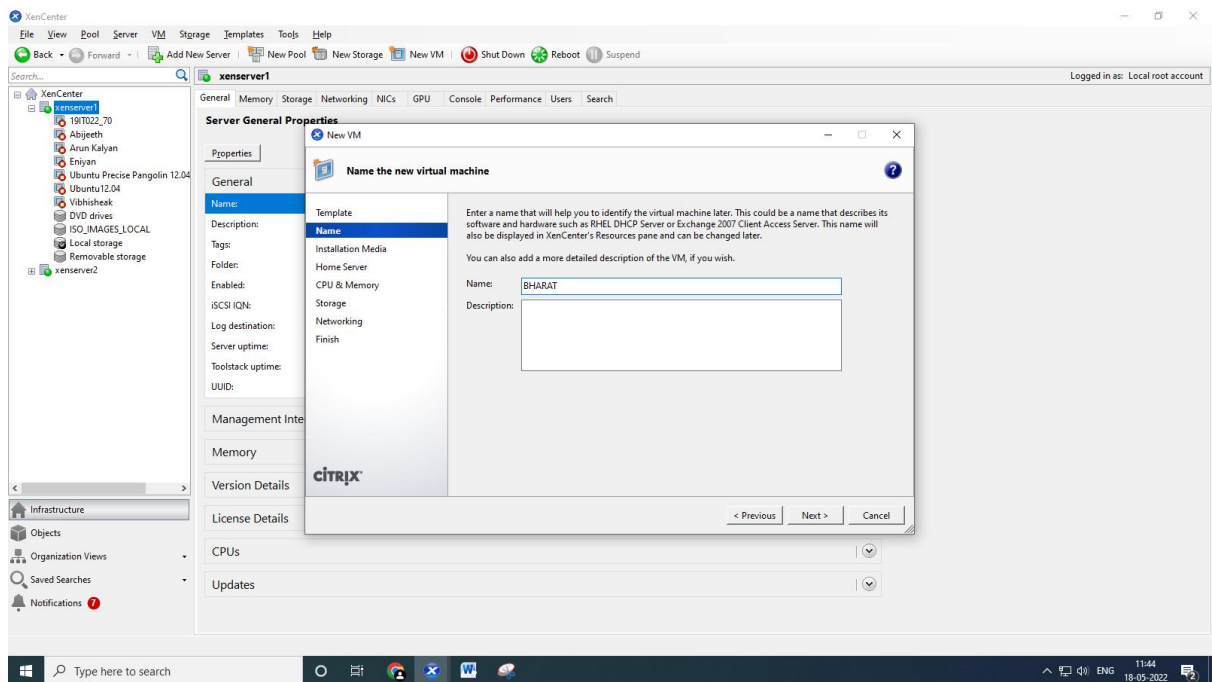 XenCenter
File View Pool Server VM Storage Templates Tools Help
Back Forward Add New Server New Pool New Storage New VM Shut Down Reboot Suspend
Search...
xenserver1
Logged in as: Local root account
XenCenter
xenserver1
19IT022_70
Abijeeth
Arun Kalyan
Eniyan
Ubuntu Precise Pangolin 12.04
Ubuntu12.04
Vibhisheak
DVD drives
ISO_IMAGES_LOCAL
Local storage
Removable storage
xenserver2
General Memory Storage Networking NICs GPU Console Performance Users Search
Server General Properties
Properties
General
Name:
Description:
Tags:
Folder:
Enabled:
iSCSI IQN:
Log destination:
Server uptime:
Toolstack uptime:
UUID:
Management Inte
Memory
Version Details
License Details
CPUs
Updates
New VM
Name the new virtual machine
?
Template
Name
Installation Media
Home Server
CPU & Memory
Storage
Networking
Finish
CITRIX
Enter a name that will help you to identify the virtual machine later. This could be a name that describes its
software and hardware such as RHEL DHCP Server or Exchange 2007 Client Access Server. This name will
also be displayed in XenCenter's Resources pane and can be changed later.
You can also add a more detailed description of the VM, if you wish.
Name: BHARAT
Description:
< Previous Next > Cancel
Infrastructure
Objects
Organization Views
Saved Searches
Notifications 7
Type here to search
ENG
11:44
18-05-2022
2